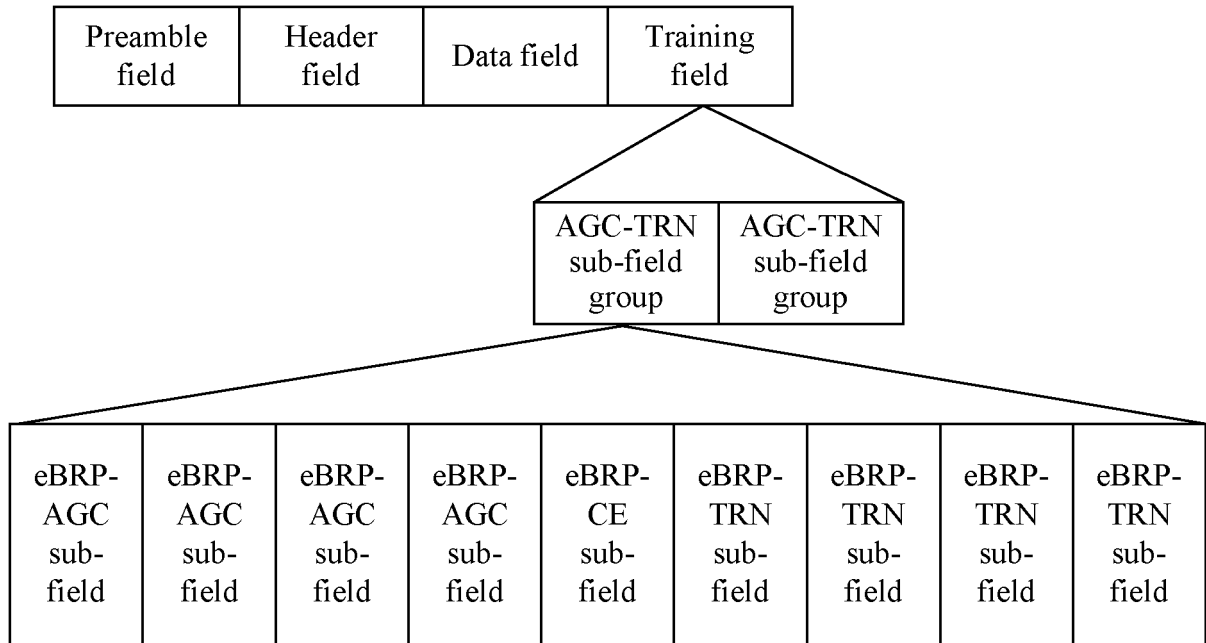 Preamble
field
Header
field
Data field
Training
field
AGC-TRN
sub-field
group
AGC-TRN
sub-field
group
eBRP-
AGC
sub-
field
eBRP-
AGC
sub-
field
eBRP-
AGC
sub-
field
eBRP-
AGC
sub-
field
eBRP-
CE
sub-
field
eBRP-
TRN
sub-
field
eBRP-
TRN
sub-
field
eBRP-
TRN
sub-
field
eBRP-
TRN
sub-
field